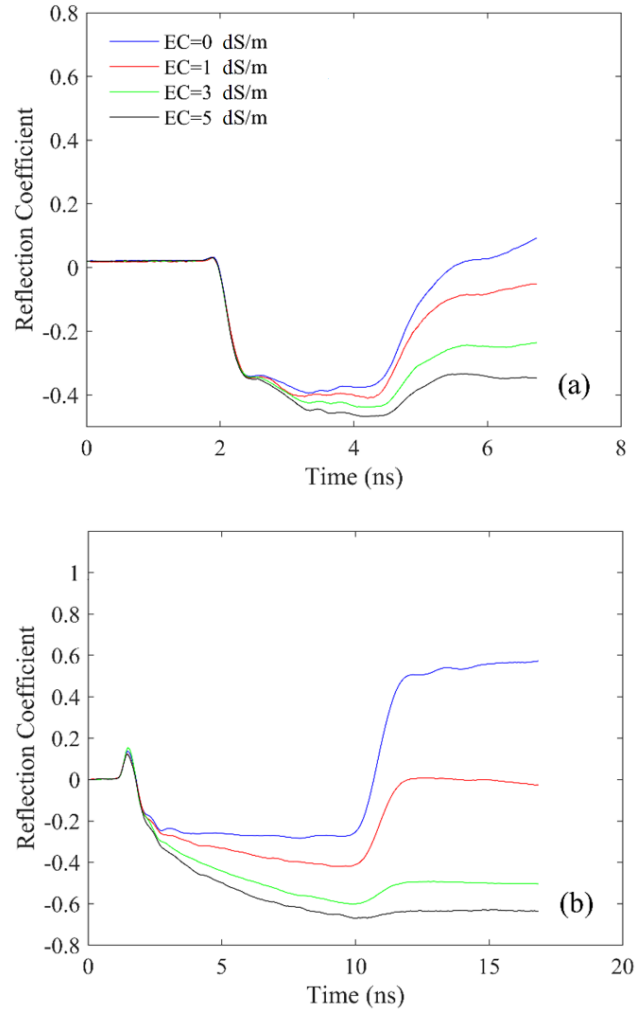 0.8
0.6
0.4
0.2
0
-0.2
-0.4
Reflection Coefficient
EC=0 dS/m
EC=1 dS/m
EC=3 dS/m
EC=5 dS/m
(a)
0 2 4 6 8
Time (ns)
1
0.8
0.6
0.4
0.2
0
-0.2
-0.4
-0.6
-0.8
Reflection Coefficient
(b)
0 5 10 15 20
Time (ns)